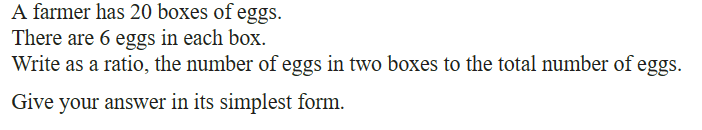 A farmer has 20 boxes of eggs.
There are 6 eggs in each box.
Write as a ratio, the number of eggs in two boxes to the total number of eggs.
Give your answer in its simplest form.